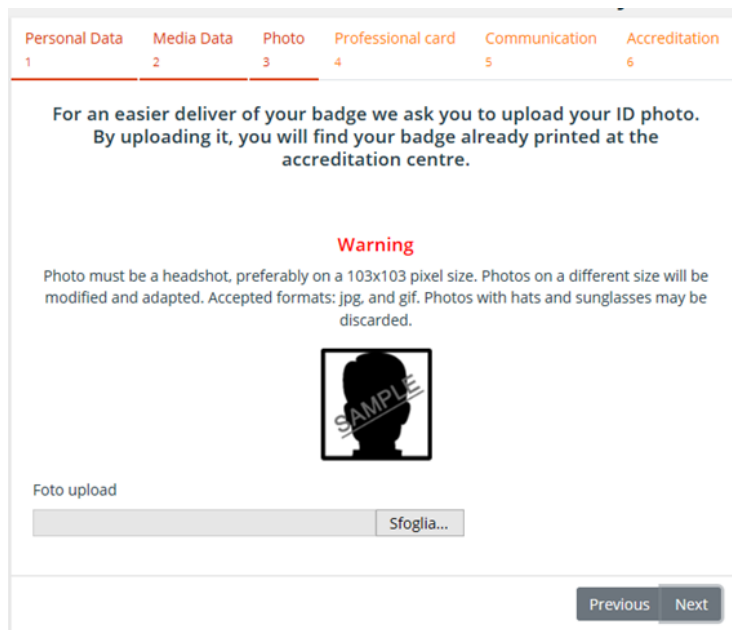 Personal Data Media Data Photo Professional card Communication Accreditation
1 2 3 4 5 6
For an easier deliver of your badge we ask you to upload your ID photo.
By uploading it, you will find your badge already printed at the
accreditation centre.
Warning
Photo must be a headshot, preferably on a 103x103 pixel size. Photos on a different size will be
modified and adapted. Accepted formats: jpg, and gif. Photos with hats and sunglasses may be
discarded.
SAMPLE
Foto upload
Sfoglia...
Previous Next